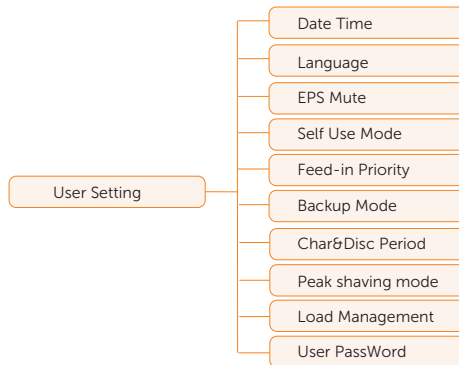 Date Time
Language
EPS Mute
Self Use Mode
Feed-in Priority
User Setting
Backup Mode
Char&Disc Period
Peak shaving mode
Load Management
User PassWord